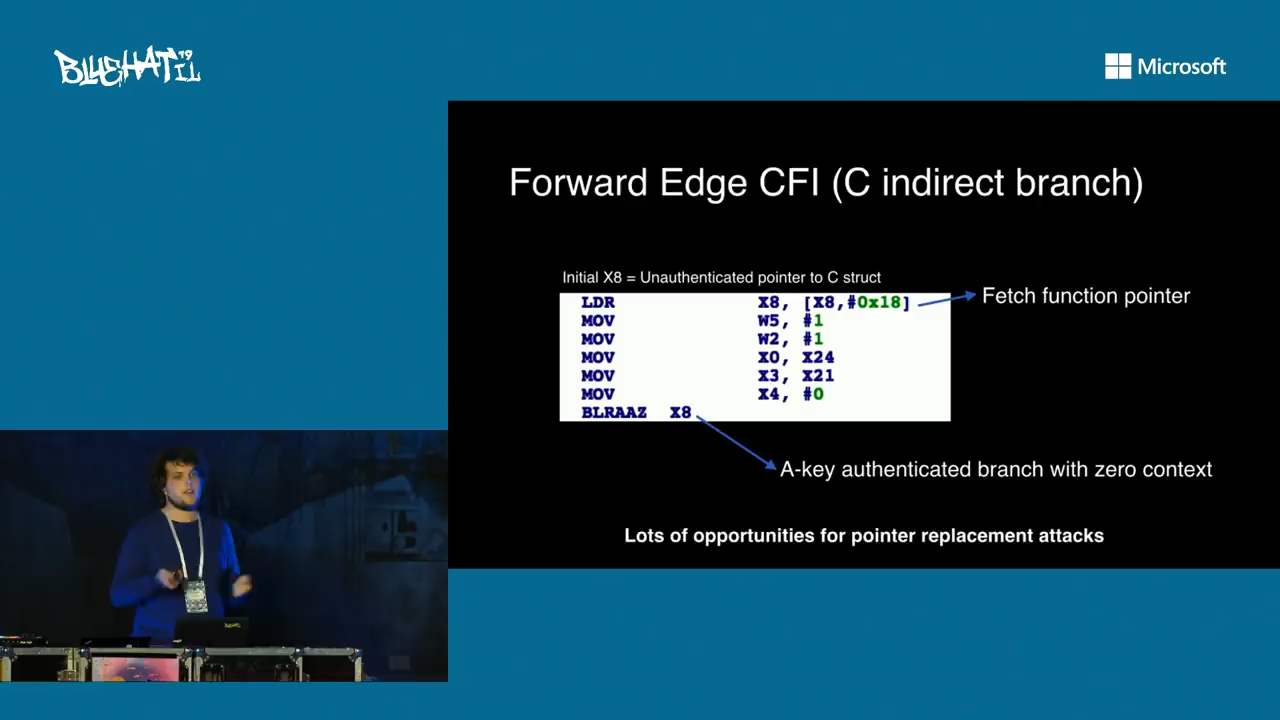 BLUEHAT IL 19
Microsoft
Forward Edge CFI (C indirect branch)
Initial X8 = Unauthenticated pointer to C struct
LDR X8, [X8,#0x18]
Fetch function pointer
MOV W5, #1
MOV W2, #1
MOV X0, X24
MOV X3, X21
MOV X4, #0
BLRAAZ X8
A-key authenticated branch with zero context
Lots of opportunities for pointer replacement attacks